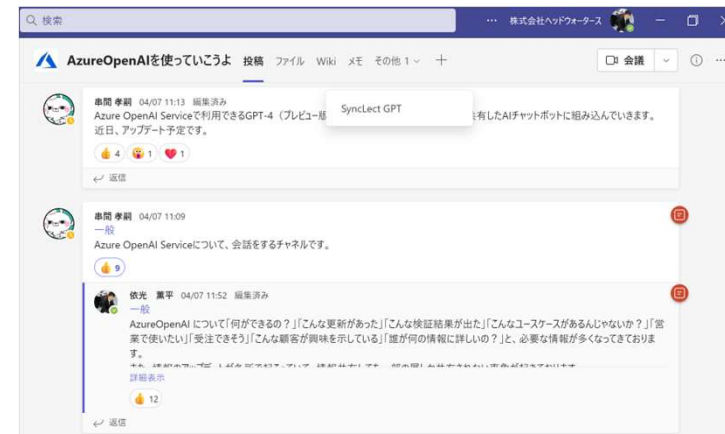 検索
株式会社ヘッドウォータース
AzureOpenAIを使っていこうよ 投稿 ファイル Wiki メモ その他 1 会議
SyncLect GPT
串間 孝嗣 04/07 11:13 編集済み
Azure OpenAI Serviceで利用できるGPT-4（プレビュー 有したAIチャットボットに組み込んでいきます。
近日、アップデート予定です。
4 1 1
返信
串間 孝嗣 04/07 11:09
一般
Azure OpenAI Serviceについて、会話をするチャネルです。
9
依光 薫平 04/07 11:52 編集済み
一般
AzureOpenAI について「何ができるの？」「こんな更新があった」「こんな検証結果が出た」「こんなユースケースがあるんじゃないか？」「営
業で使いたい」「受注できそう」「こんな顧客が興味を示している」「誰が何の情報に詳しいの？」と、必要な情報が多くなってきておりま
す。
詳細表示
12
返信